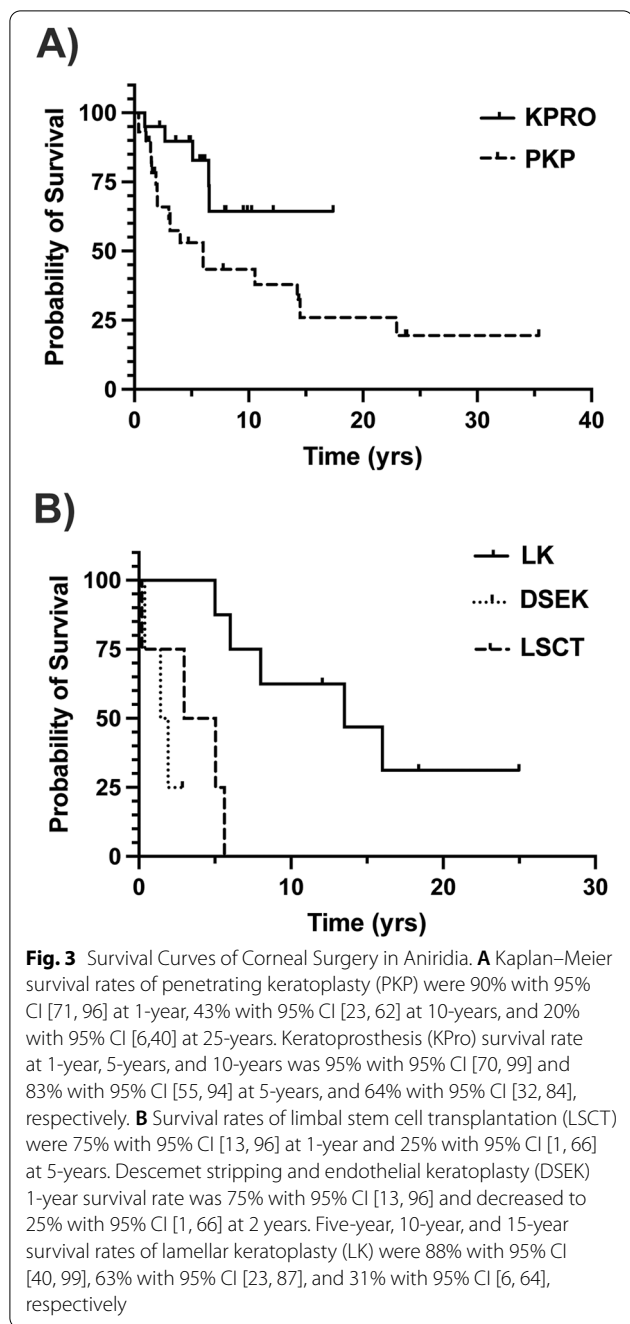 A)
100
75
50
25
0
Probability of Survival
KPRO
PKP
0 10 20 30 40
Time (yrs)
B)
100
75
50
25
0
Probability of Survival
LK
DSEK
LSCT
0 10 20 30
Time (yrs)
Fig. 3 Survival Curves of Corneal Surgery in Aniridia. A Kaplan–Meier
survival rates of penetrating keratoplasty (PKP) were 90% with 95%
CI [71, 96] at 1-year, 43% with 95% CI [23, 62] at 10-years, and 20%
with 95% CI [6,40] at 25-years. Keratoprosthesis (KPro) survival rate
at 1-year, 5-years, and 10-years was 95% with 95% CI [70, 99] and
83% with 95% CI [55, 94] at 5-years, and 64% with 95% CI [32, 84],
respectively. B Survival rates of limbal stem cell transplantation (LSCT)
were 75% with 95% CI [13, 96] at 1-year and 25% with 95% CI [1, 66]
at 5-years. Descemet stripping and endothelial keratoplasty (DSEK)
1-year survival rate was 75% with 95% CI [13, 96] and decreased to
25% with 95% CI [1, 66] at 2 years. Five-year, 10-year, and 15-year
survival rates of lamellar keratoplasty (LK) were 88% with 95% CI
[40, 99], 63% with 95% CI [23, 87], and 31% with 95% CI [6, 64],
respectively